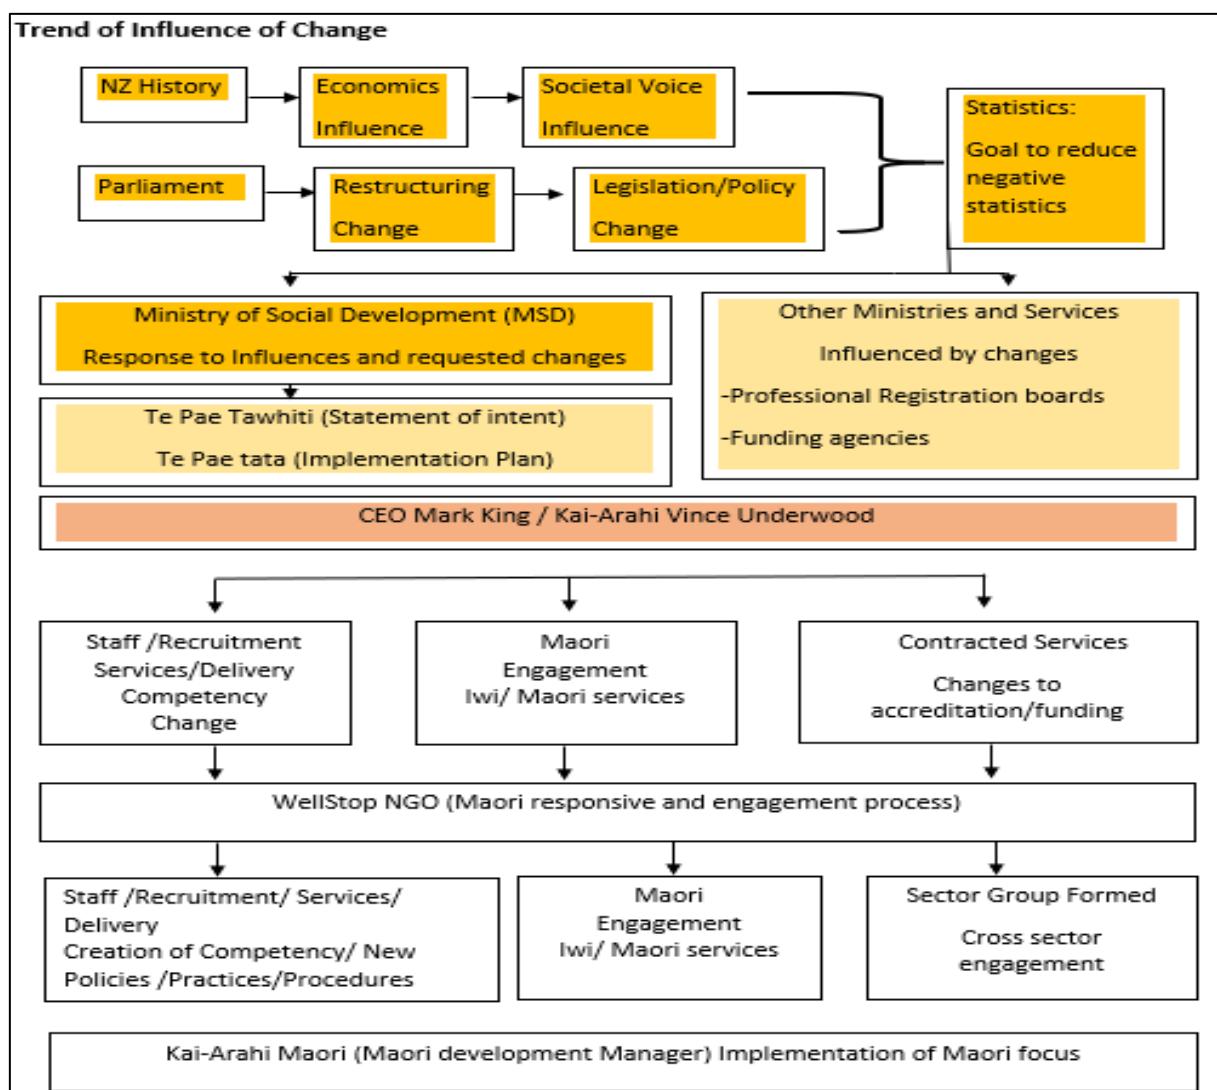 Trend of Influence of Change
NZ History
Economics
Influence
Societal Voice
Influence
Statistics:
Goal to reduce
negative
statistics
Parliament
Restructuring
Change
Legislation/Policy
Change
Ministry of Social Development (MSD)
Response to Influences and requested changes
Other Ministries and Services
Influenced by changes
-Professional Registration boards
-Funding agencies
Te Pae Tawhiti (Statement of intent)
Te Pae tata (Implementation Plan)
CEO Mark King / Kai-Arahi Vince Underwood
Staff /Recruitment
Services/Delivery
Competency
Change
Maori
Engagement
Iwi/ Maori services
Contracted Services
Changes to
accreditation/funding
WellStop NGO (Maori responsive and engagement process)
Staff /Recruitment/ Services/
Delivery
Creation of Competency/ New
Policies /Practices/Procedures
Maori
Engagement
Iwi/ Maori services
Sector Group Formed
Cross sector
engagement
Kai-Arahi Maori (Maori development Manager) Implementation of Maori focus